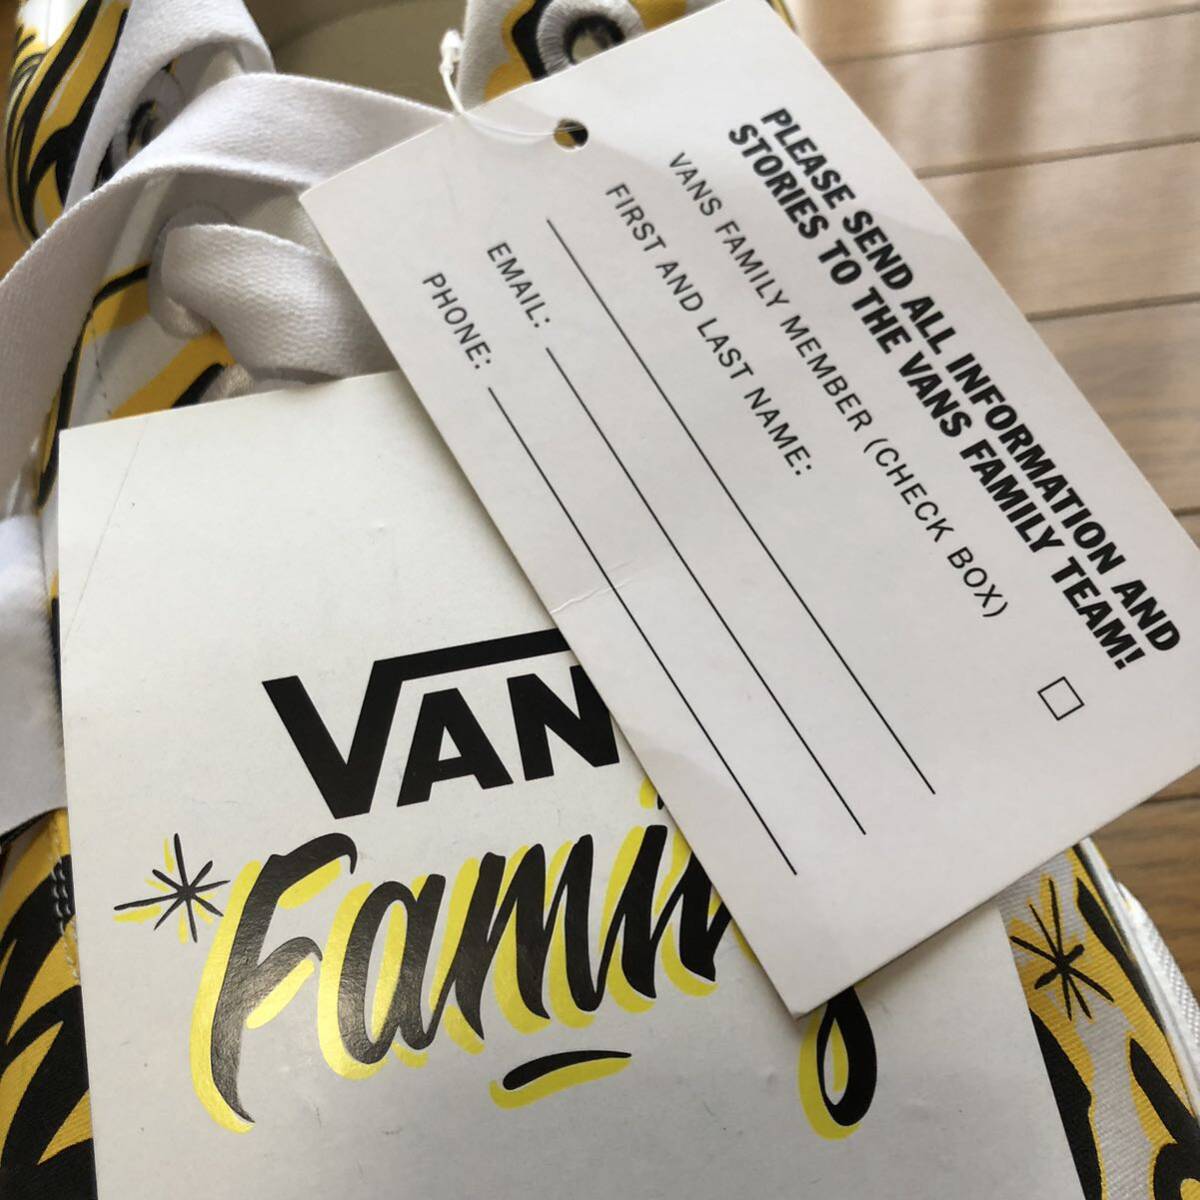 PLEASE SEND ALL INFORMATION AND
STORIES TO THE VANS FAMILY TEAM!
VANS FAMILY MEMBER (CHECK BOX)
FIRST AND LAST NAME:
EMAIL:
PHONE:
VAN
Family